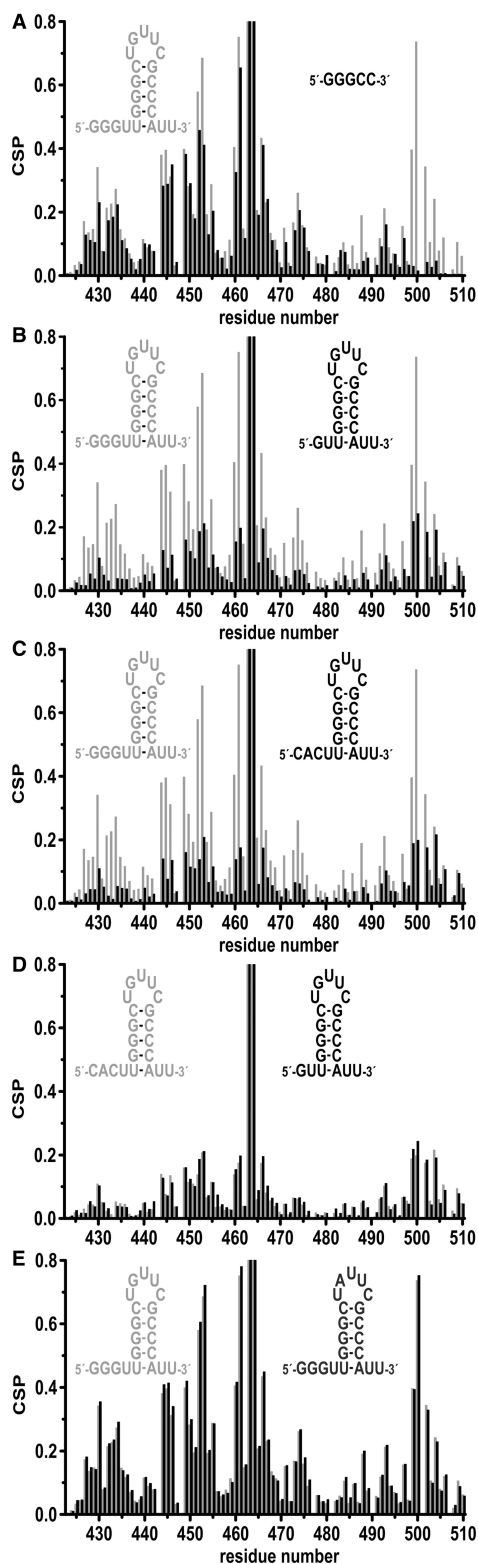 A
0.8
0.6
0.4
0.2
0.0
CSP
G U U
U C
C-G
G-C
G-C
G-C
5´-GGGUU-AUU-3´
5´-GGGCC-3´
430 440 450 460 470 480 490 500 510
residue number
B
0.8
0.6
0.4
0.2
0.0
CSP
G U U
U C
C-G
G-C
G-C
G-C
5´-GGGUU-AUU-3´
G U U
U C
C-G
G-C
G-C
G-C
5´-GUU-AUU-3´
430 440 450 460 470 480 490 500 510
residue number
C
0.8
0.6
0.4
0.2
0.0
CSP
G U U
U C
C-G
G-C
G-C
G-C
5´-GGGUU-AUU-3´
G U U
U C
C-G
G-C
G-C
G-C
5´-CACUU-AUU-3´
430 440 450 460 470 480 490 500 510
residue number
D
0.8
0.6
0.4
0.2
0.0
CSP
G U U
U C
C-G
G-C
G-C
G-C
5´-CACUU-AUU-3´
G U U
U C
C-G
G-C
G-C
G-C
5´-GUU-AUU-3´
430 440 450 460 470 480 490 500 510
residue number
E
0.8
0.6
0.4
0.2
0.0
CSP
G U U
U C
C-G
G-C
G-C
G-C
5´-GGGUU-AUU-3´
A U U
U C
C-G
G-C
G-C
G-C
5´-GGGUU-AUU-3´
430 440 450 460 470 480 490 500 510
residue number